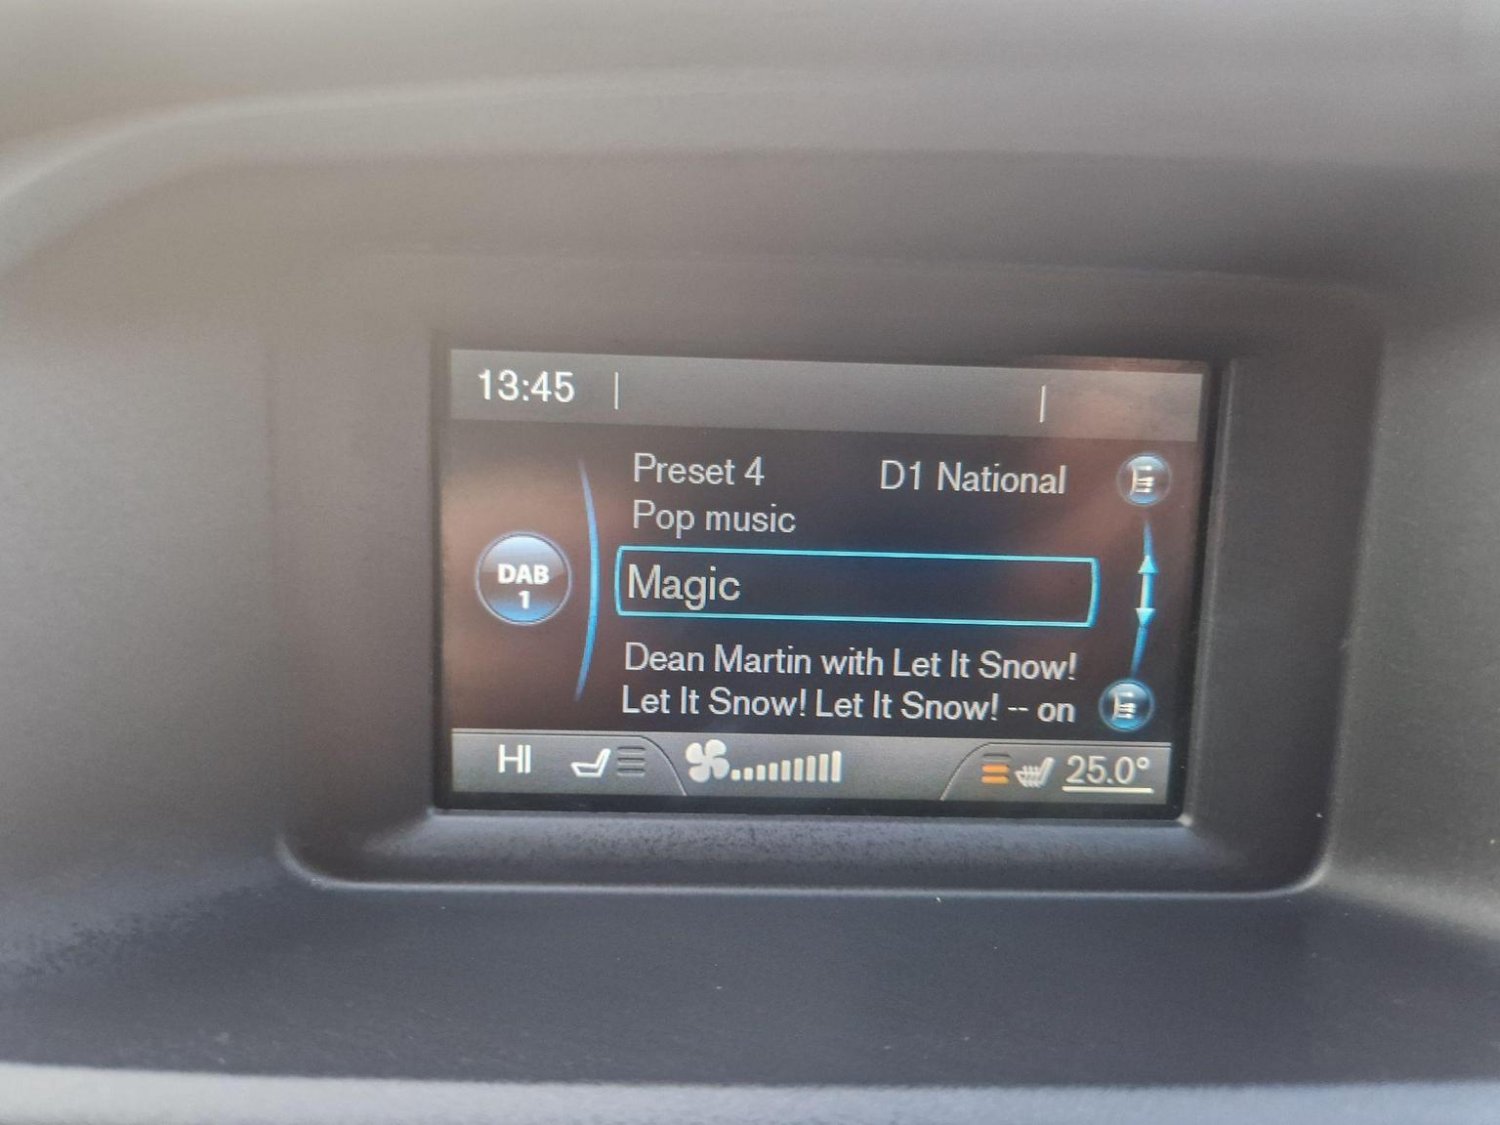 13:45
Preset 4 D1 National
Pop music
DAB
1
Magic
Dean Martin with Let It Snow!
Let It Snow! Let It Snow! -- on
HI 25.0°